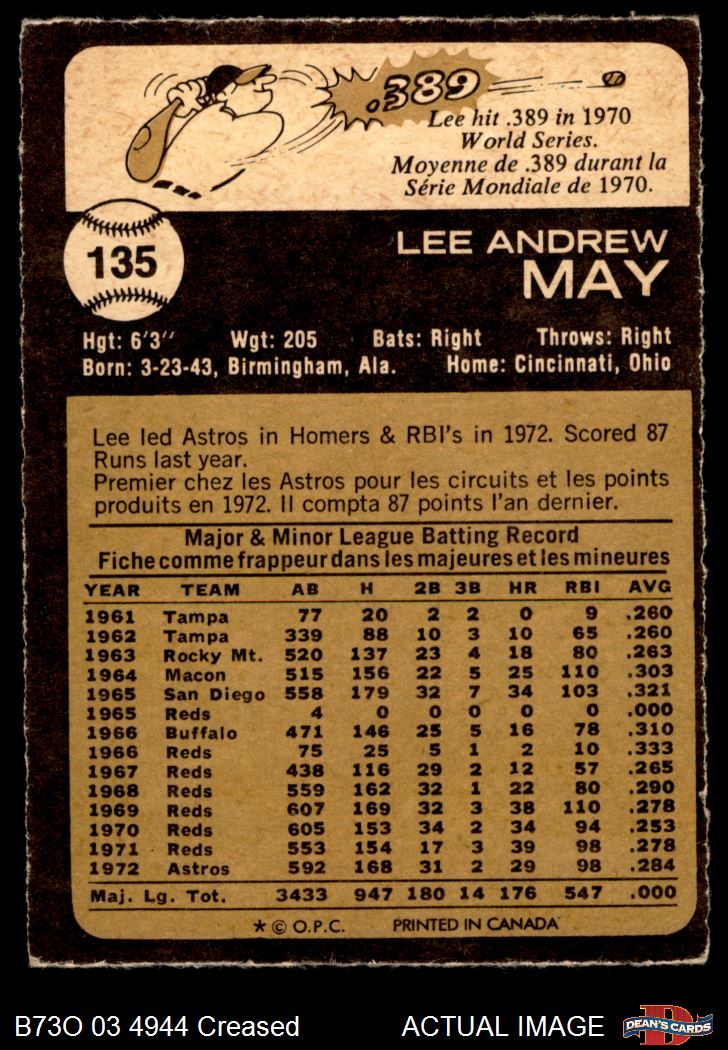 .389
Lee hit .389 in 1970
World Series.
Moyenne de .389 durant la
Série Mondiale de 1970.
135
LEE ANDREW
MAY
Hgt: 6'3" Wgt: 205 Bats: Right Throws: Right
Born: 3-23-43, Birmingham, Ala. Home: Cincinnati, Ohio
Lee led Astros in Homers & RBI's in 1972. Scored 87
Runs last year.
Premier chez les Astros pour les circuits et les points
produits en 1972. Il compta 87 points l'an dernier.
Major & Minor League Batting Record
Fiche comme frappeur dans les majeures et les mineures
YEAR TEAM AB H 2B 3B HR RBI AVG
1961 Tampa 77 20 2 2 0 9 .260
1962 Tampa 339 88 10 3 10 65 .260
1963 Rocky Mt. 520 137 23 4 18 80 .263
1964 Macon 515 156 22 5 25 110 .303
1965 San Diego 558 179 32 7 34 103 .321
1965 Reds 4 0 0 0 0 0 .000
1966 Buffalo 471 146 25 5 16 78 .310
1966 Reds 75 25 5 1 2 10 .333
1967 Reds 438 116 29 2 12 57 .265
1968 Reds 559 162 32 1 22 80 .290
1969 Reds 607 169 32 3 38 110 .278
1970 Reds 605 153 34 2 34 94 .253
1971 Reds 553 154 17 3 39 98 .278
1972 Astros 592 168 31 2 29 98 .284
Maj. Lg. Tot. 3433 947 180 14 176 547 .000
* © O.P.C. PRINTED IN CANADA
B73O 03 4944 Creased ACTUAL IMAGE
D
DEAN'S CARDS